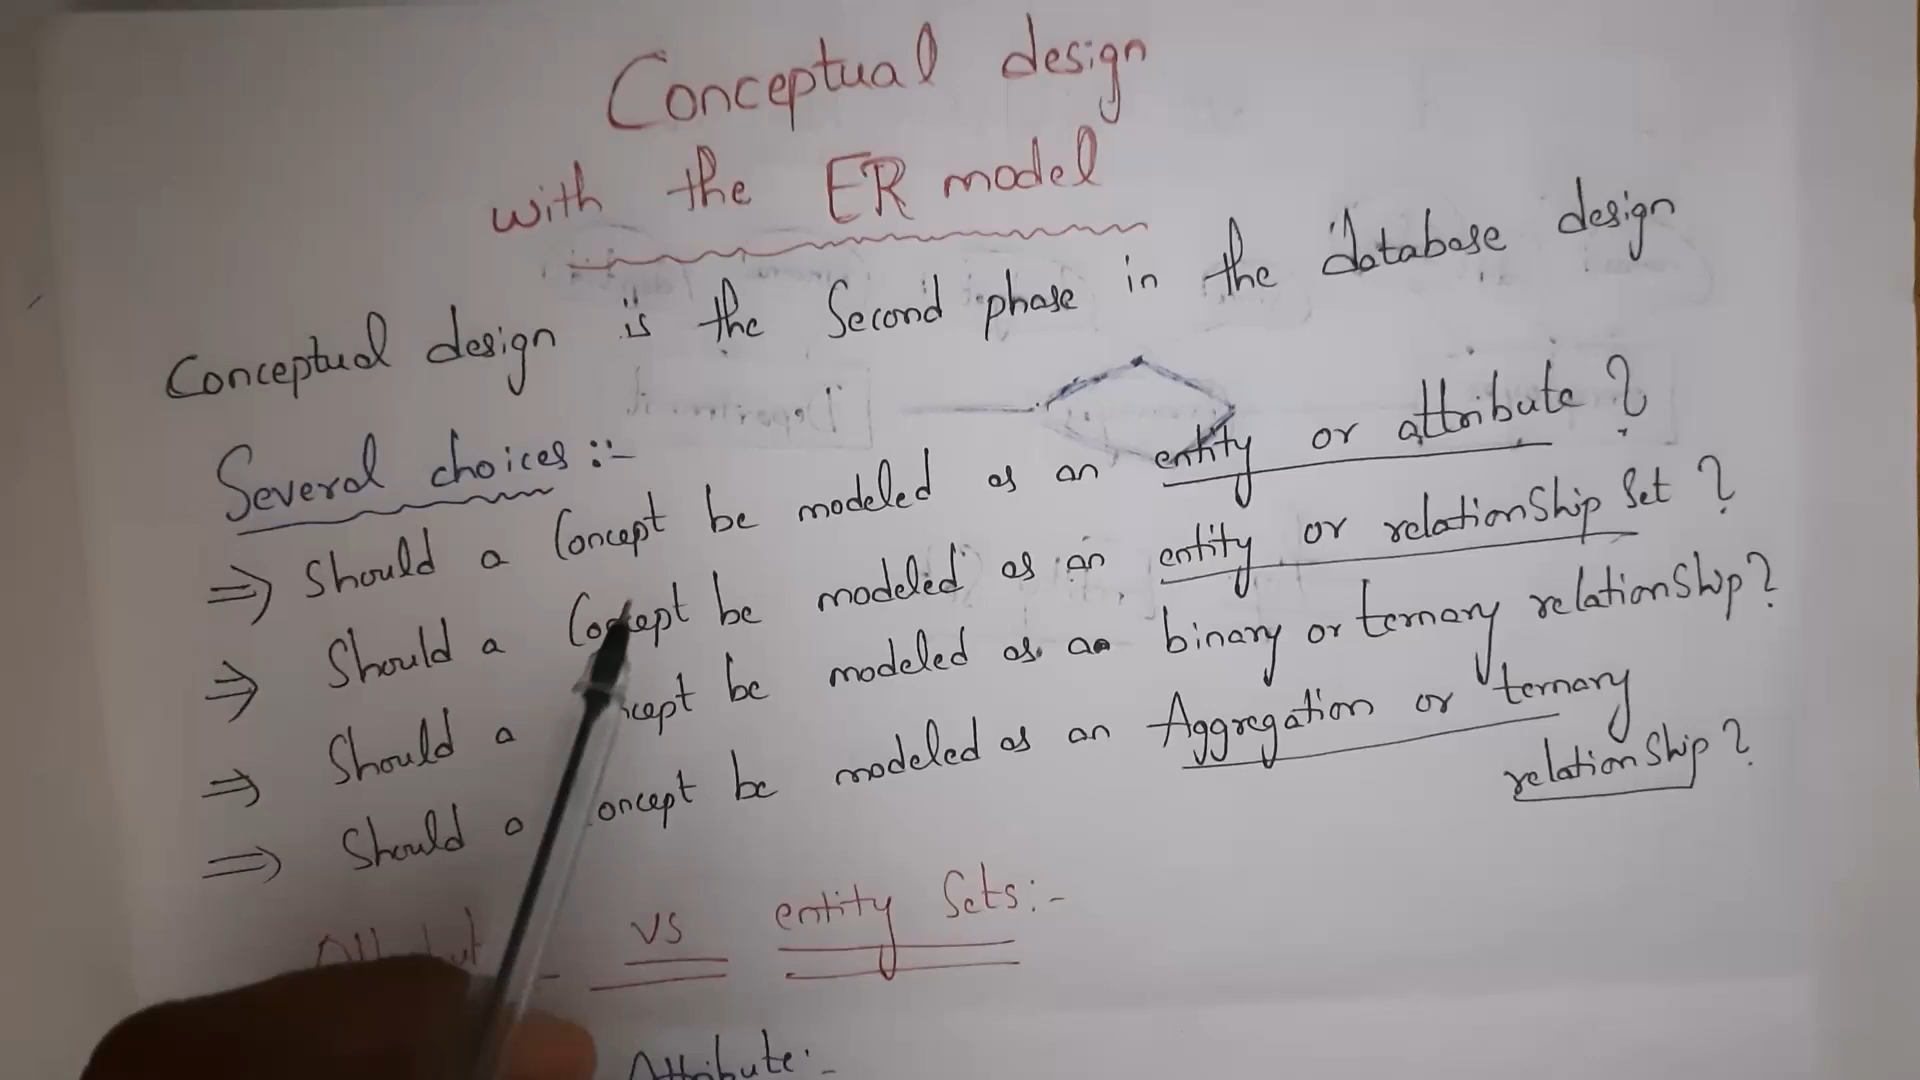 Conceptual design
with the ER model
Conceptual design is the Second phase in the database design
Several choices :-
⇒ Should a Concept be modeled as an entity or attribute ?
⇒ Should a Concept be modeled as an entity or relationShip Set ?
⇒ Should a be modeled as a binary or ternary relationShip?
⇒ Should a be modeled as an Aggregation or ternary
relationShip ?
vs entity Sets :-
Attribute :-